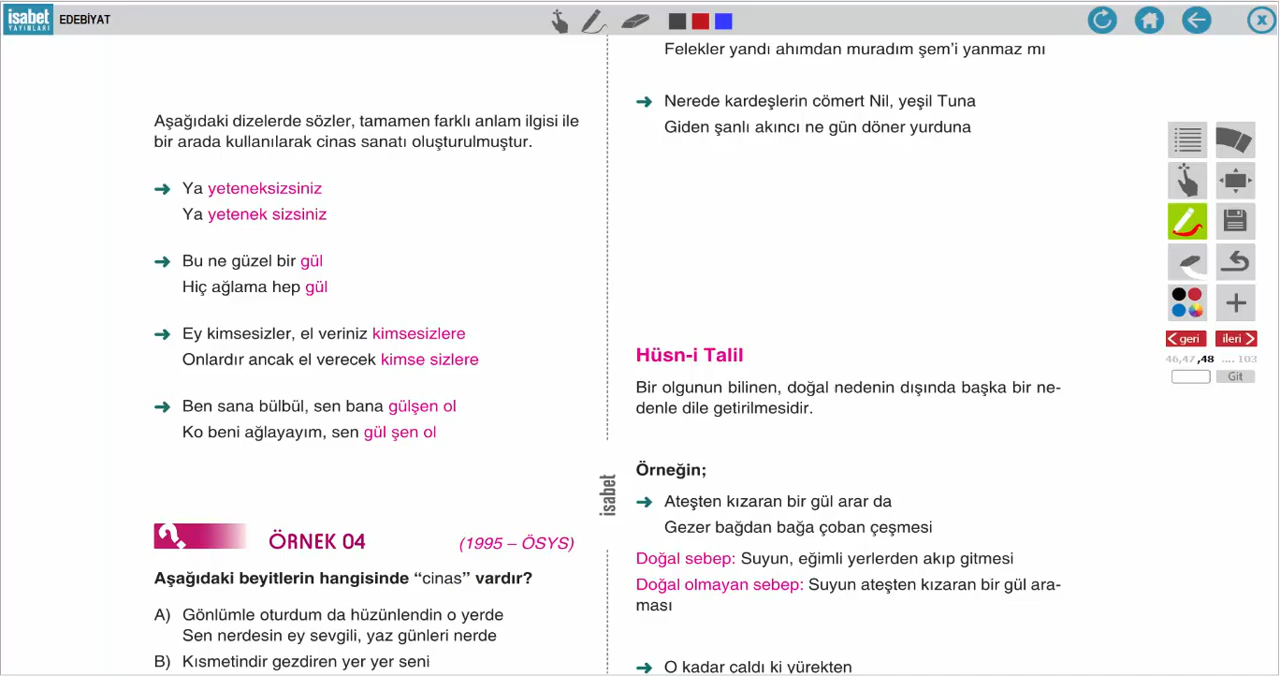 isabet
YAYINLARI
EDEBİYAT
Aşağıdaki dizelerde sözler, tamamen farklı anlam ilgisi ile
bir arada kullanılarak cinas sanatı oluşturulmuştur.
Ya yeteneksizsiniz
Ya yetenek sizsiniz
Bu ne güzel bir gül
Hiç ağlama hep gül
Ey kimsesizler, el veriniz kimsesizlere
Onlardır ancak el verecek kimse sizlere
Ben sana bülbül, sen bana gülşen ol
Ko beni ağlayayım, sen gül şen ol
ÖRNEK 04
(1995 – ÖSYS)
Aşağıdaki beyitlerin hangisinde “cinas” vardır?
A) Gönlümle oturdum da hüzünlendin o yerde
Sen nerdesin ey sevgili, yaz günleri nerde
B) Kısmetindir gezdiren yer yer seni
isabet
Felekler yandı ahımdan muradım şem'i yanmaz mı
Nerede kardeşlerin cömert Nil, yeşil Tuna
Giden şanlı akıncı ne gün döner yurduna
Hüsn-i Talil
Bir olgunun bilinen, doğal nedenin dışında başka bir ne-
denle dile getirilmesidir.
Örneğin;
Ateşten kızaran bir gül arar da
Gezer bağdan bağa çoban çeşmesi
Doğal sebep: Suyun, eğimli yerlerden akıp gitmesi
Doğal olmayan sebep: Suyun ateşten kızaran bir gül ara-
ması
O kadar çaldı ki yürekten
geri
ileri
46,47,48 .... 103
Git